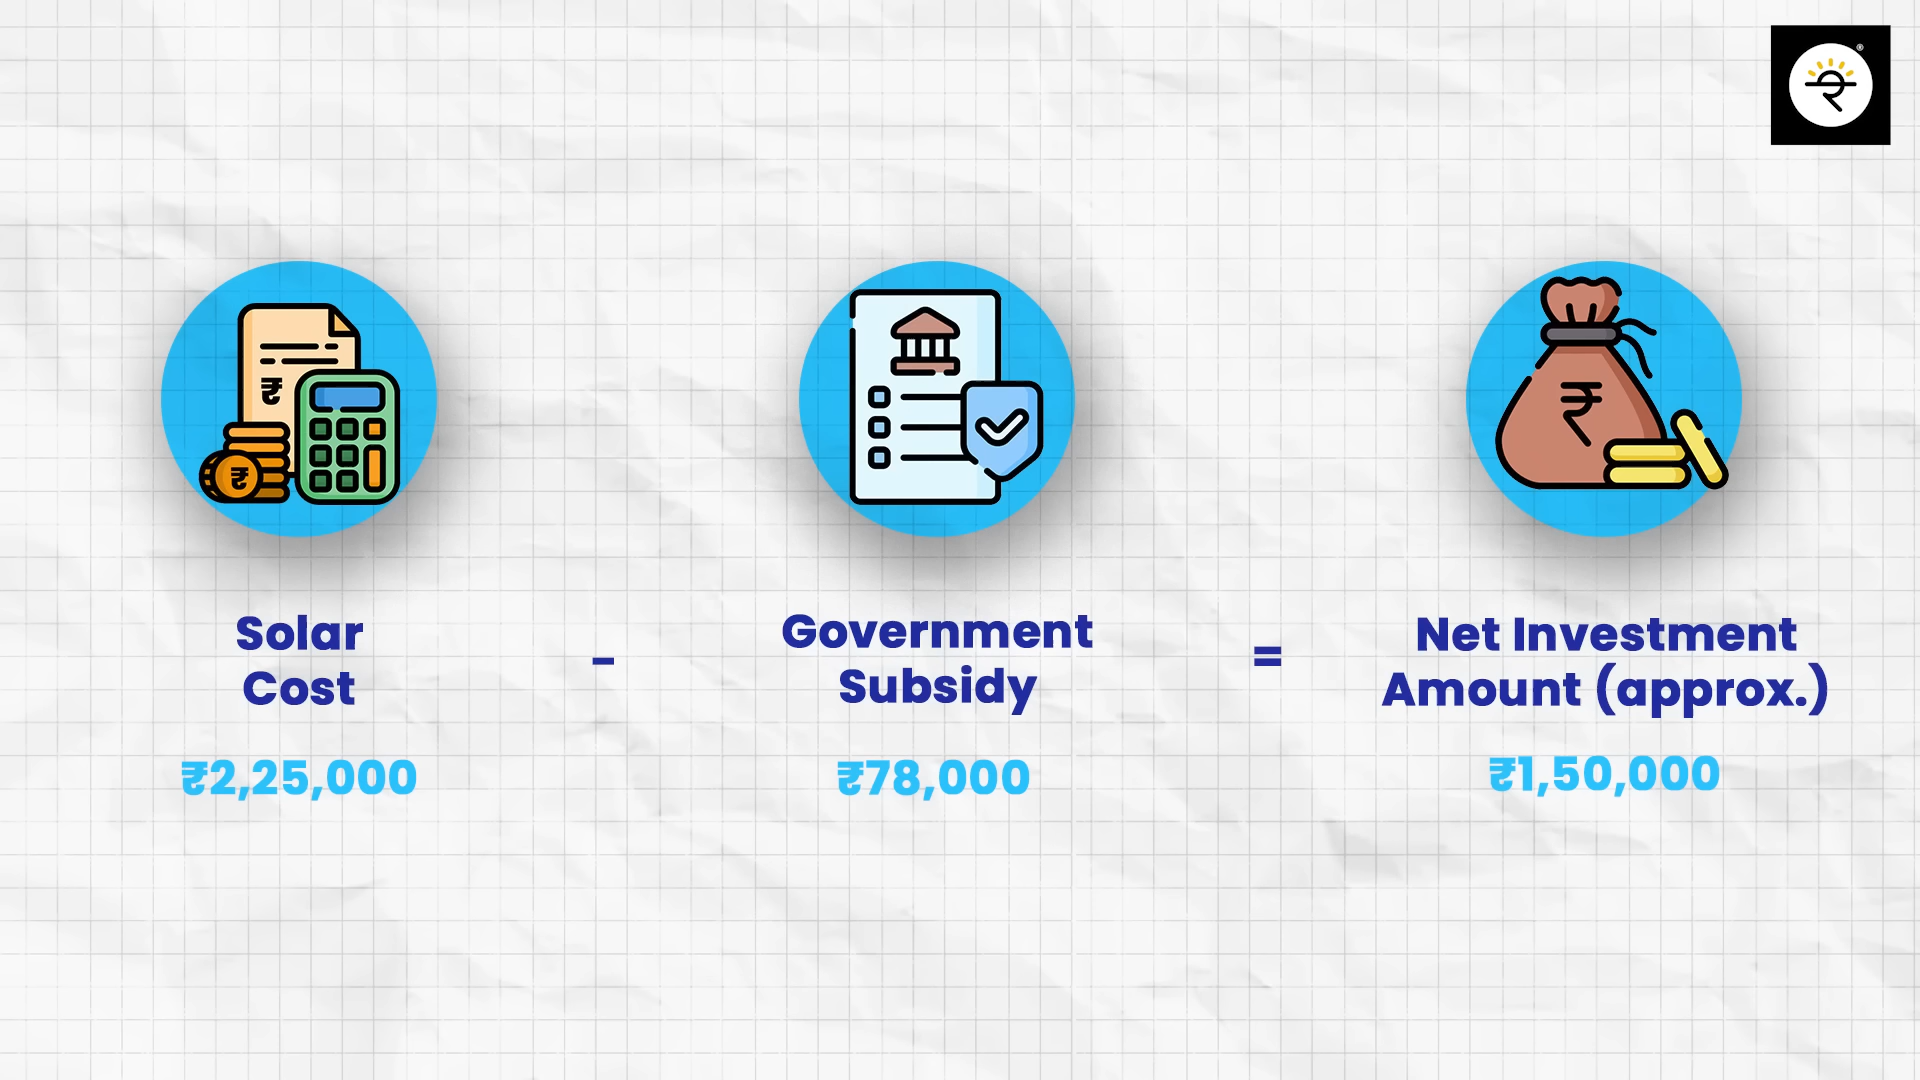 Solar
Cost
-
Government
Subsidy
=
Net Investment
Amount (approx.)
₹2,25,000
₹78,000
₹1,50,000